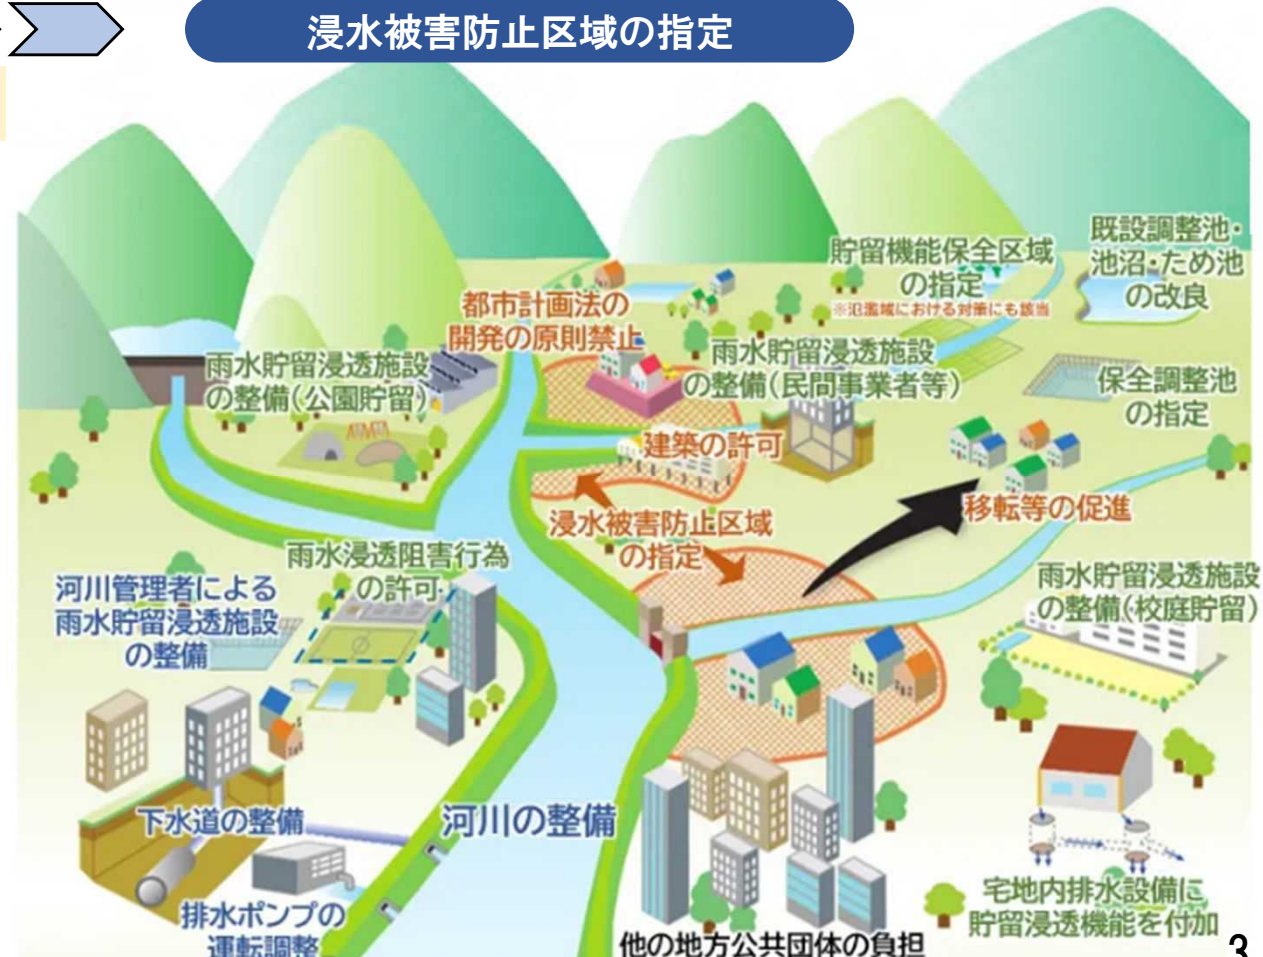 浸水被害防止区域の指定
既設調整池・
池沼・ため池
の改良
貯留機能保全区域
の指定
※氾濫域における対策にも該当
都市計画法の
開発の原則禁止
雨水貯留浸透施設
の整備(公園貯留)
雨水貯留浸透施設
の整備(民間事業者等)
保全調整池
の指定
建築の許可
移転等の促進
浸水被害防止区域
の指定
雨水浸透阻害行為
の許可
河川管理者による
雨水貯留浸透施設
の整備
雨水貯留浸透施設
の整備(校庭貯留)
下水道の整備
河川の整備
排水ポンプの
運転調整
宅地内排水設備に
貯留浸透機能を付加
他の地方公共団体の負担
3